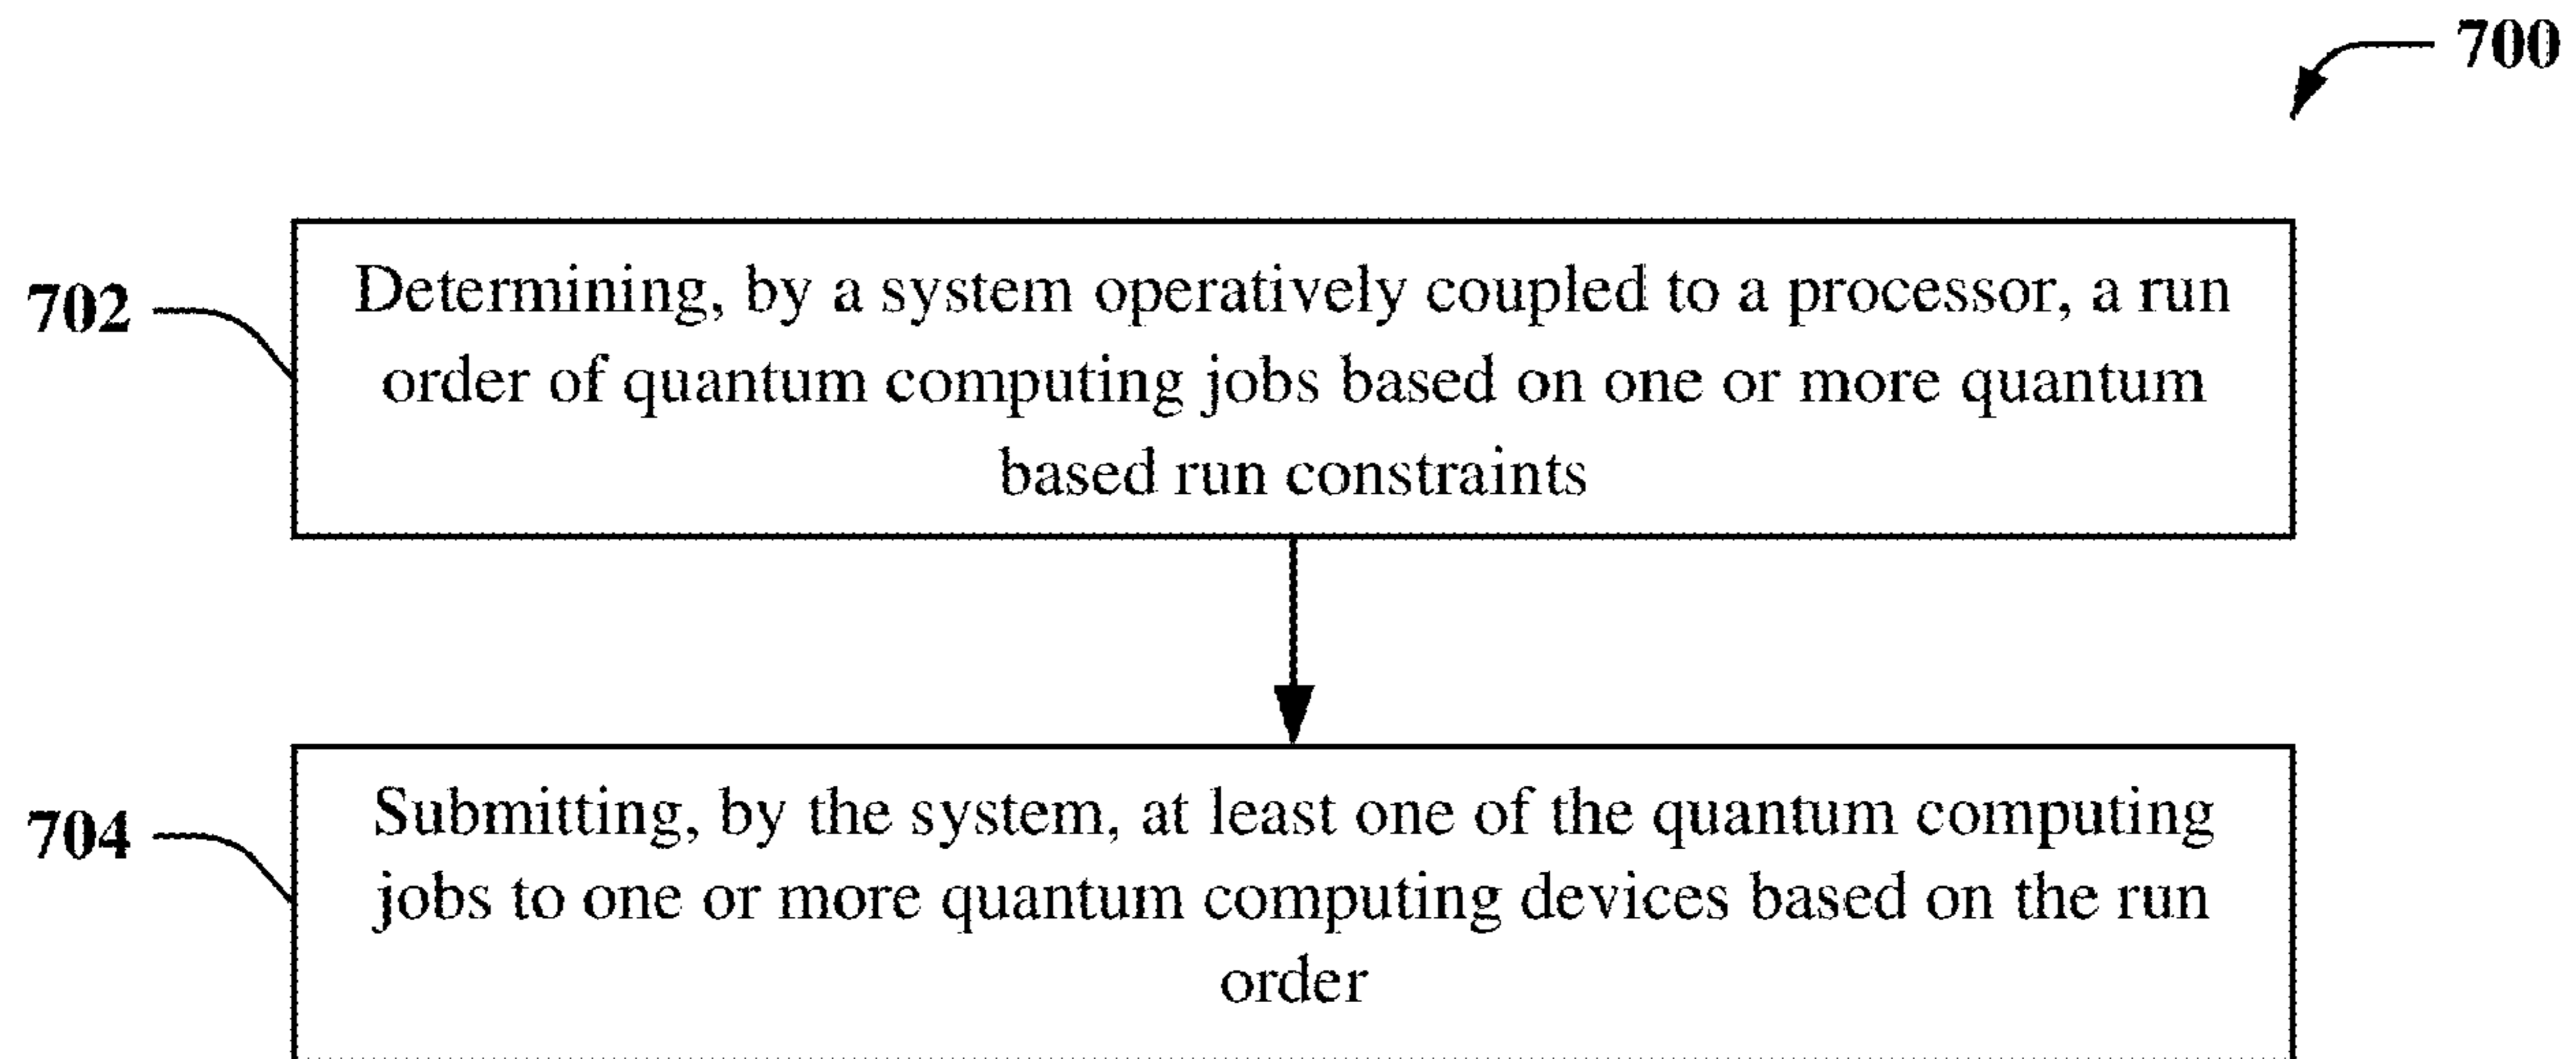 700
702
Determining, by a system operatively coupled to a processor, a run
order of quantum computing jobs based on one or more quantum
based run constraints
704
Submitting, by the system, at least one of the quantum computing
jobs to one or more quantum computing devices based on the run
order